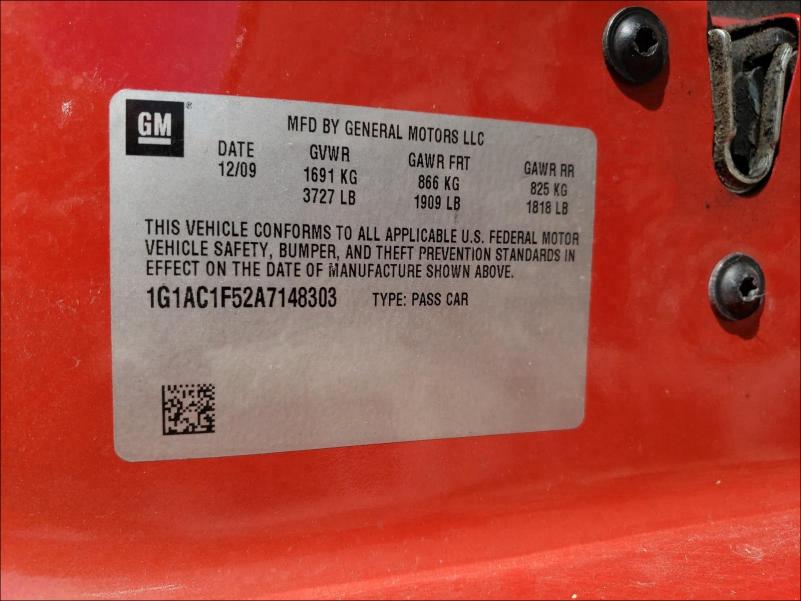 GM ®
MFD BY GENERAL MOTORS LLC
DATE GVWR GAWR FRT GAWR RR
12/09 1691 KG 866 KG 825 KG
3727 LB 1909 LB 1818 LB
THIS VEHICLE CONFORMS TO ALL APPLICABLE U.S. FEDERAL MOTOR
VEHICLE SAFETY, BUMPER, AND THEFT PREVENTION STANDARDS IN
EFFECT ON THE DATE OF MANUFACTURE SHOWN ABOVE.
1G1AC1F52A7148303 TYPE: PASS CAR